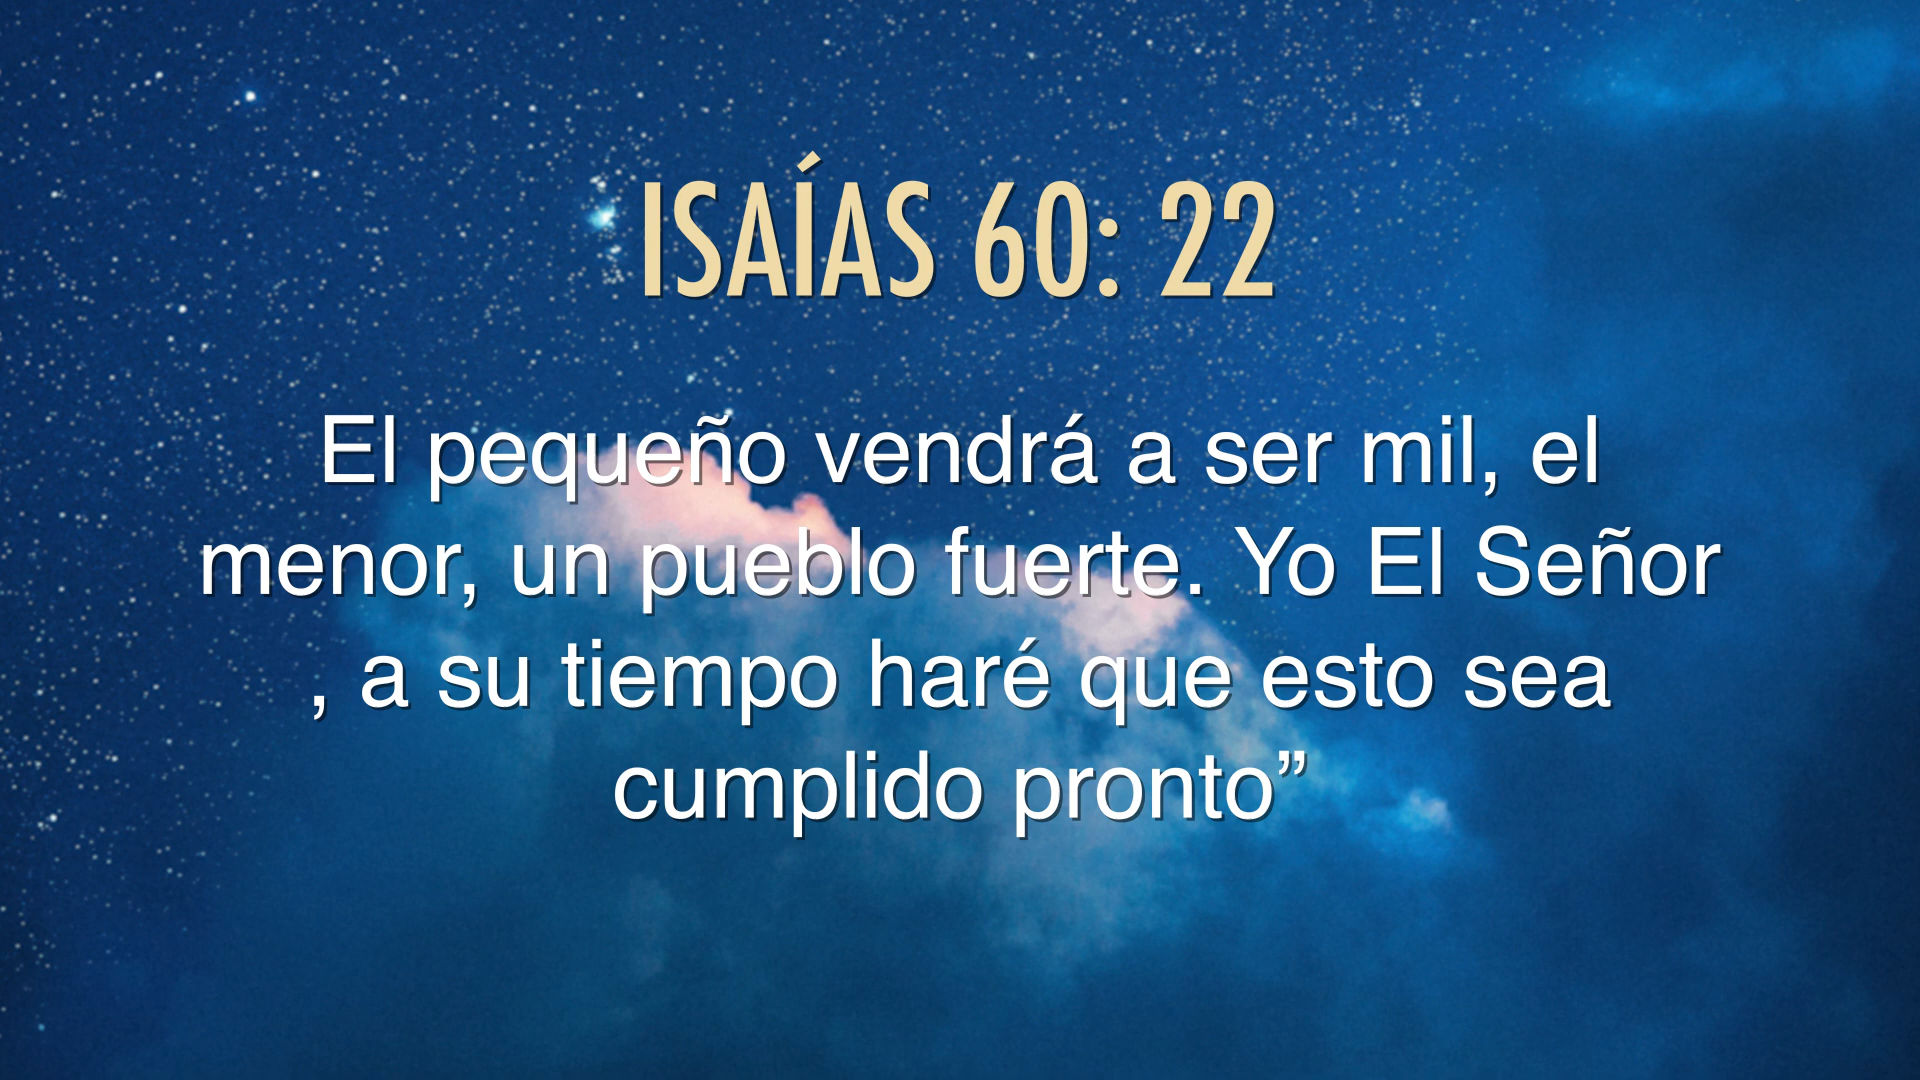 ISAÍAS 60: 22
El pequeño vendrá a ser mil, el
menor, un pueblo fuerte. Yo El Señor
, a su tiempo haré que esto sea
cumplido pronto”